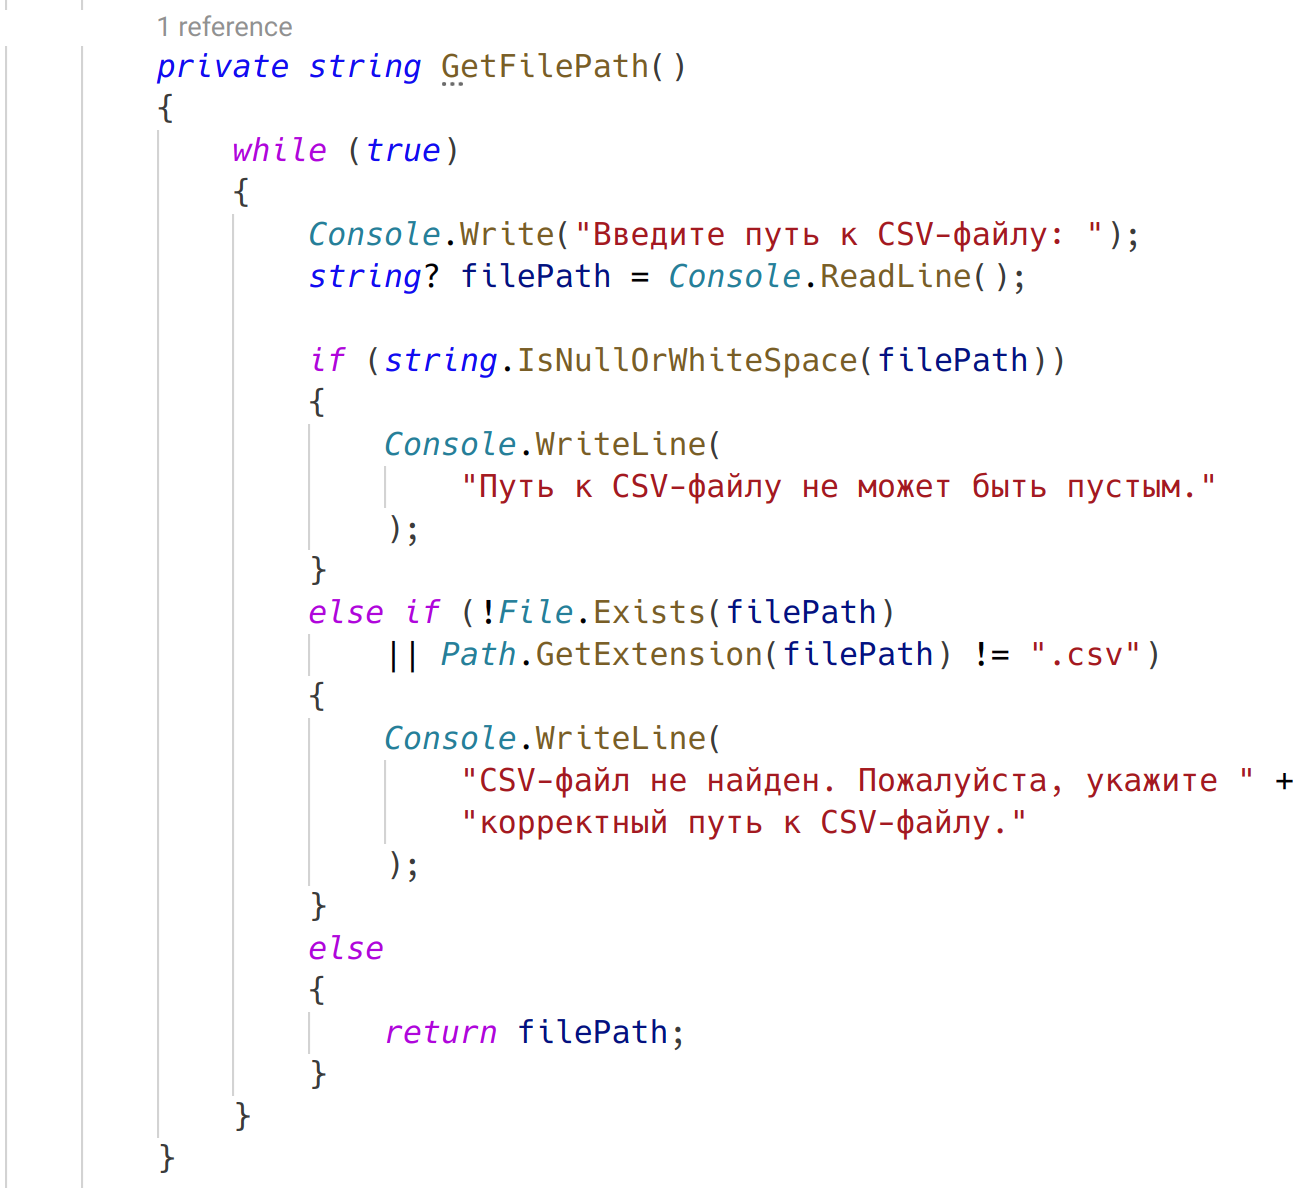 1 reference
private string GetFilePath()
{
while (true)
{
Console.Write("Введите путь к CSV-файлу: ");
string? filePath = Console.ReadLine();
if (string.IsNullOrWhiteSpace(filePath))
{
Console.WriteLine(
"Путь к CSV-файлу не может быть пустым."
);
}
else if (!File.Exists(filePath)
|| Path.GetExtension(filePath) != ".csv")
{
Console.WriteLine(
"CSV-файл не найден. Пожалуйста, укажите " +
"корректный путь к CSV-файлу."
);
}
else
{
return filePath;
}
}
}